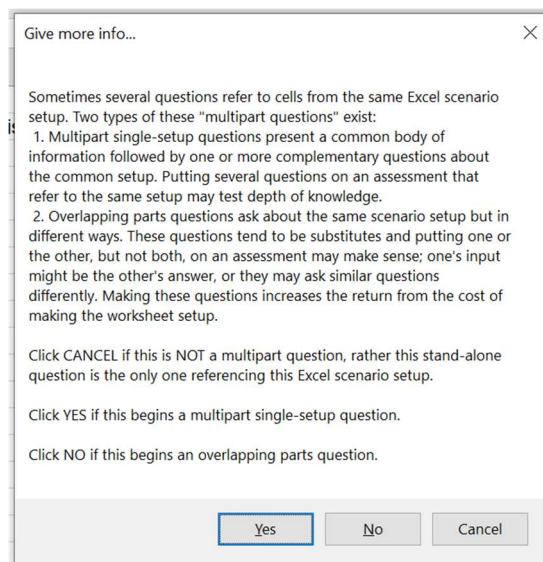 Give more info...
Sometimes several questions refer to cells from the same Excel scenario
setup. Two types of these "multipart questions" exist:
1. Multipart single-setup questions present a common body of
information followed by one or more complementary questions about
the common setup. Putting several questions on an assessment that
refer to the same setup may test depth of knowledge.
2. Overlapping parts questions ask about the same scenario setup but in
different ways. These questions tend to be substitutes and putting one or
the other, but not both, on an assessment may make sense; one's input
might be the other's answer, or they may ask similar questions
differently. Making these questions increases the return from the cost of
making the worksheet setup.
Click CANCEL if this is NOT a multipart question, rather this stand-alone
question is the only one referencing this Excel scenario setup.
Click YES if this begins a multipart single-setup question.
Click NO if this begins an overlapping parts question.
Yes No Cancel